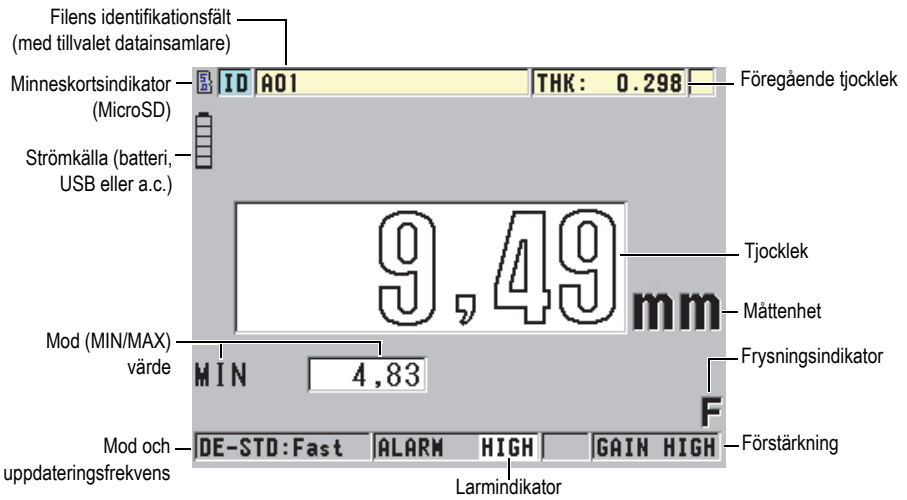 Filens identifikationsfält
(med tillvalet datainsamlare)
Minneskortsindikator
(MicroSD)
ID A01 THK: 0.298
Föregående tjocklek
Strömkälla (batteri,
USB eller a.c.)
9,49
mm
Tjocklek
Måttenhet
Mod (MIN/MAX)
värde
MIN 4,83
Frysningsindikator
F
Mod och
uppdateringsfrekvens
DE-STD:Fast ALARM HIGH GAIN HIGH
Förstärkning
Larmindikator